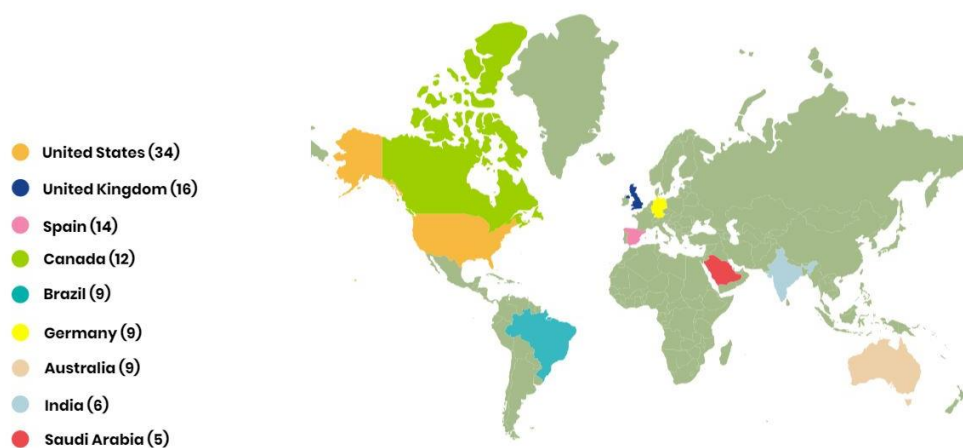 United States (34)
United Kingdom (16)
Spain (14)
Canada (12)
Brazil (9)
Germany (9)
Australia (9)
India (6)
Saudi Arabia (5)